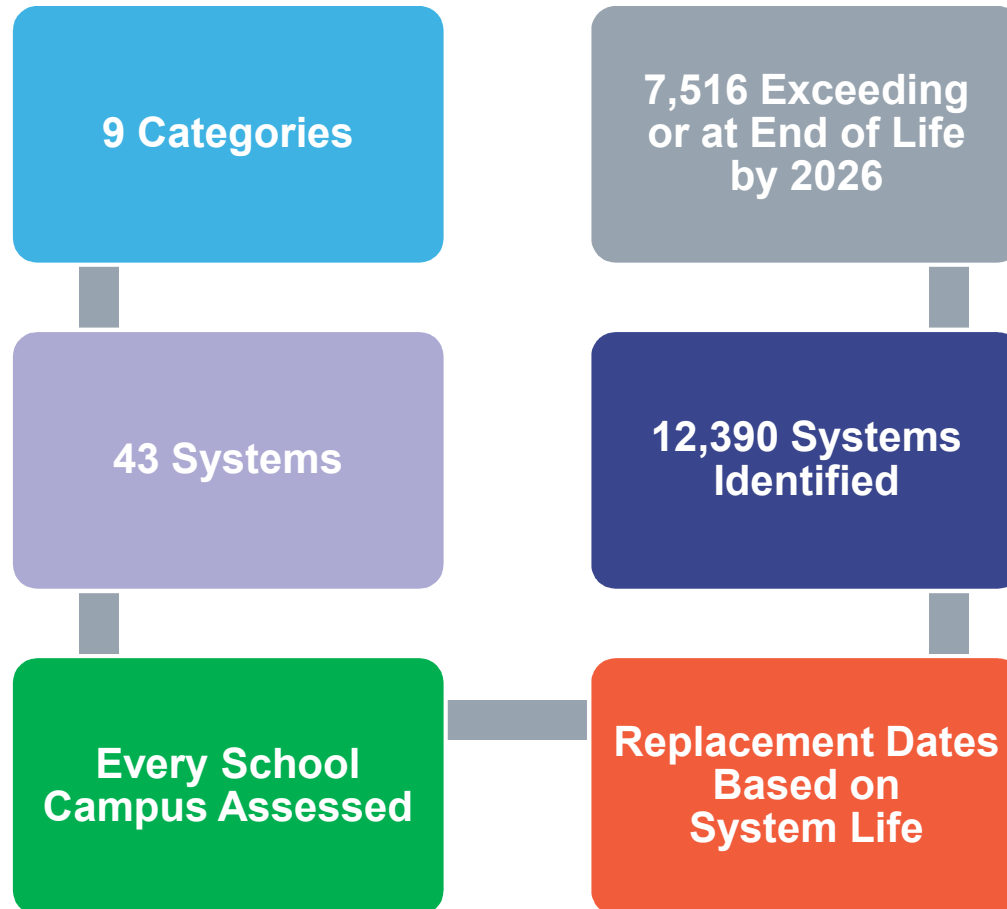 9 Categories
43 Systems
Every School
Campus Assessed
Replacement Dates
Based on
System Life
12,390 Systems
Identified
7,516 Exceeding
or at End of Life
by 2026